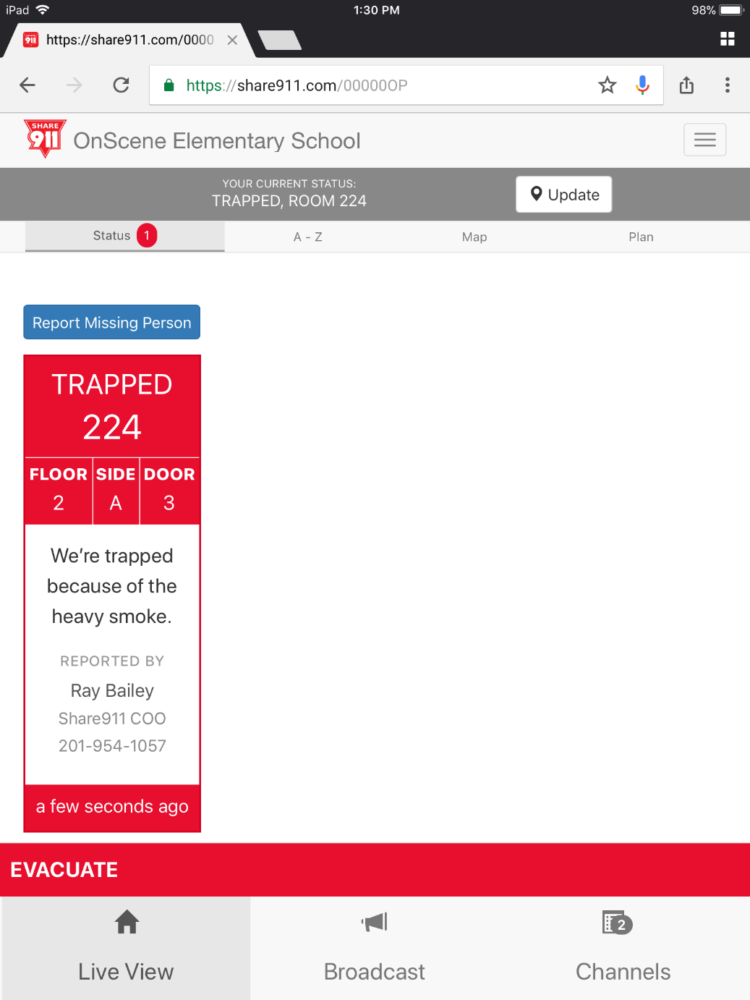 iPad
1:30 PM
98%
https://share911.com/0000
https://share911.com/00000OP
SHARE
911
OnScene Elementary School
YOUR CURRENT STATUS:
TRAPPED, ROOM 224
Update
Status 1
A - Z
Map
Plan
Report Missing Person
TRAPPED
224
FLOOR SIDE DOOR
2 A 3
We're trapped
because of the
heavy smoke.
REPORTED BY
Ray Bailey
Share911 COO
201-954-1057
a few seconds ago
EVACUATE
2
Live View
Broadcast
Channels